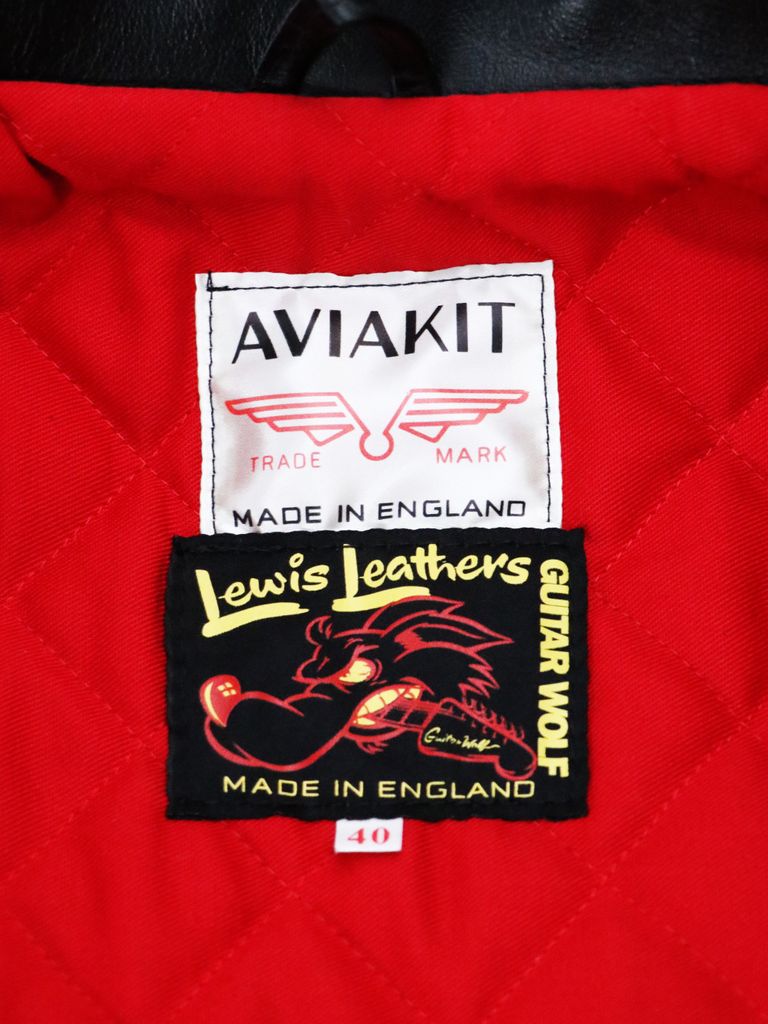 AVIAKIT
TRADE MARK
MADE IN ENGLAND
Lewis Leathers
GUITAR WOLF
Guitar Wolf
MADE IN ENGLAND
40